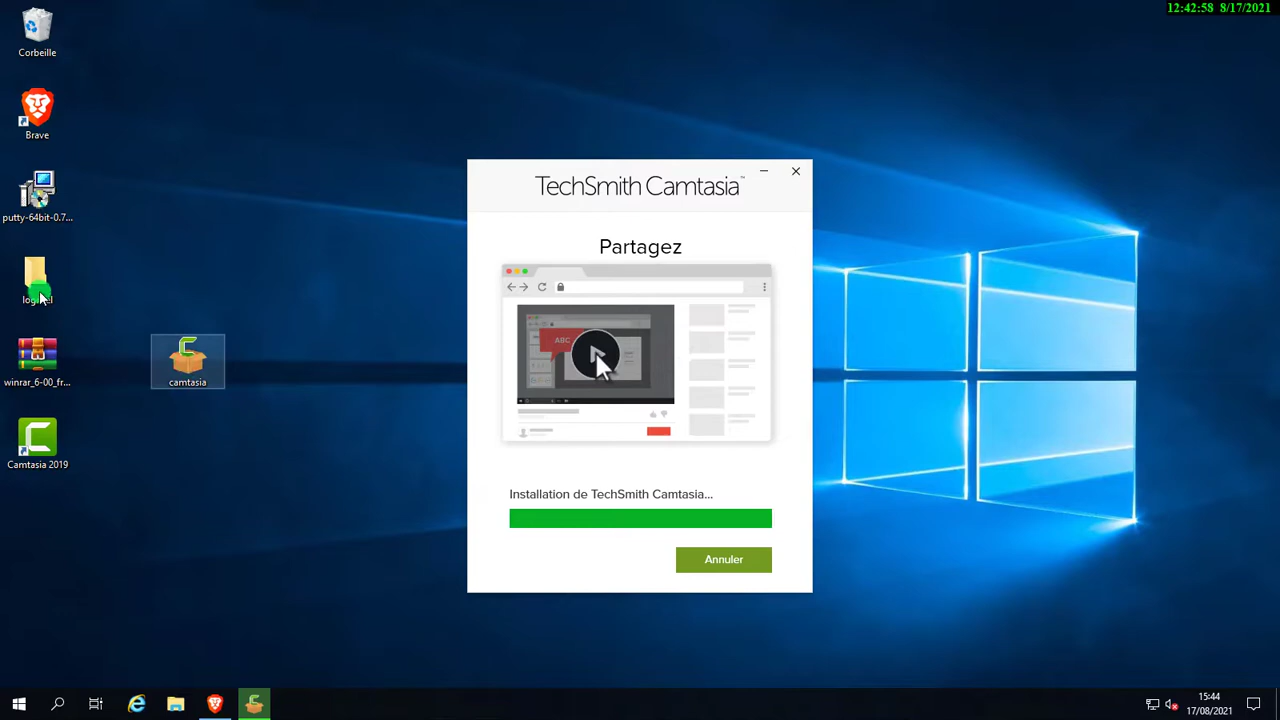 12:42:58 8/17/2021
Corbeille
Brave
putty-64bit-0.7...
winrar_6-00_fr...
Camtasia 2019
camtasia
TechSmith Camtasia™
Partagez
ABC
Installation de TechSmith Camtasia...
Annuler
15:44
17/08/2021